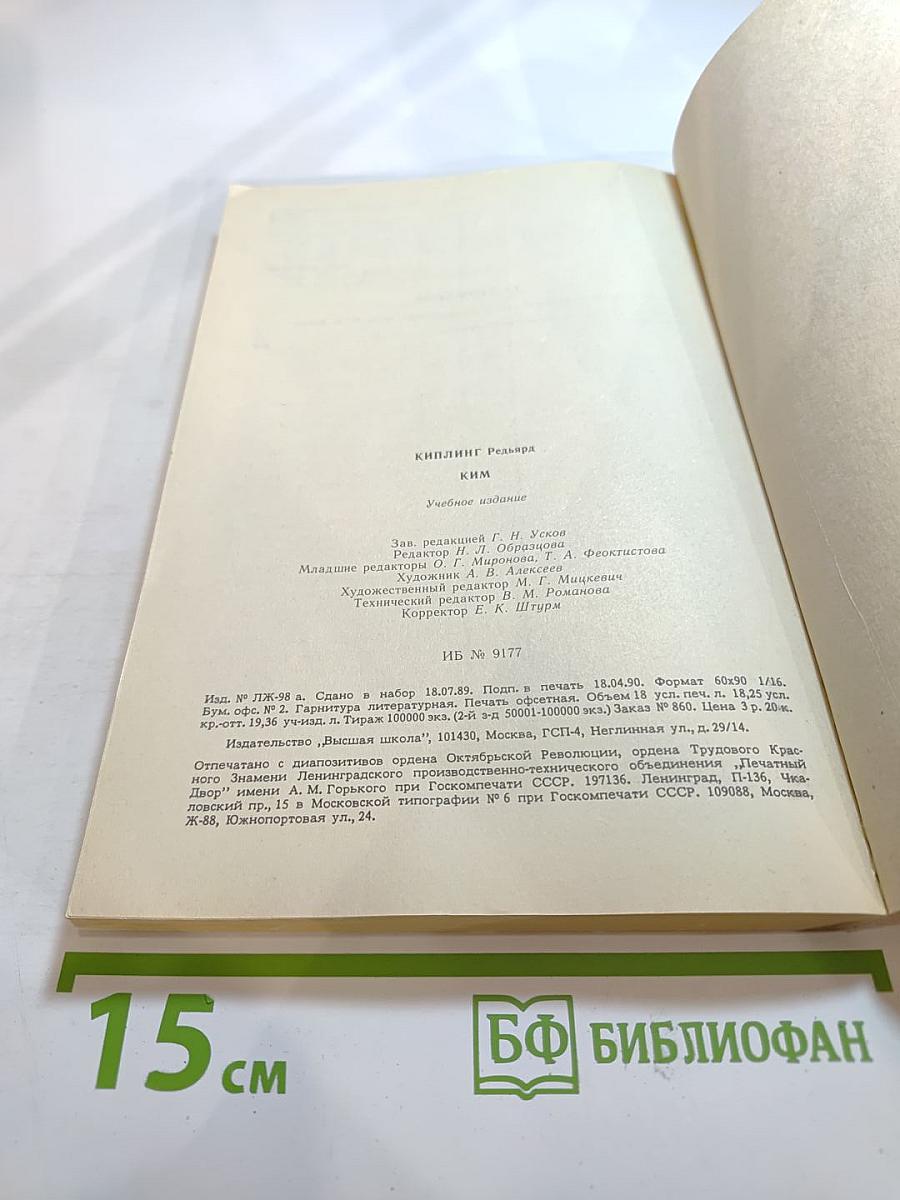 КИПЛИНГ Редьярд
КИМ
Учебное издание
Зав. редакцией Г. Н. Усков
Редактор Н. Л. Образцова
Младшие редакторы О. Г. Миронова, Т. А. Феоктистова
Художник А. В. Алексеев
Художественный редактор М. Г. Мицкевич
Технический редактор В. М. Романова
Корректор Е. К. Штурм
ИБ № 9177
Изд. № ЛЖ-98 а. Сдано в набор 18.07.89. Подп. в печать 18.04.90. Формат 60х90 1/16.
Бум. офс. № 2. Гарнитура литературная. Печать офсетная. Объем 18 усл. печ. л. 18,25 усл.
кр.-отт. 19,36 уч-изд. л. Тираж 100000 экз. (2-й з-д 50001-100000 экз.) Заказ № 860. Цена 3 р. 20 к.
Издательство „Высшая школа", 101430, Москва, ГСП-4, Неглинная ул., д. 29/14.
Отпечатано с диапозитивов ордена Октябрьской Революции, ордена Трудового Крас-
ного Знамени Ленинградского производственно-технического объединения „Печатный
Двор" имени А. М. Горького при Госкомпечати СССР. 197136. Ленинград, П-136, Чка-
ловский пр., 15 в Московской типографии № 6 при Госкомпечати СССР. 109088, Москва,
Ж-88, Южнопортовая ул., 24.
15 см
БФ БИБЛИОФАН